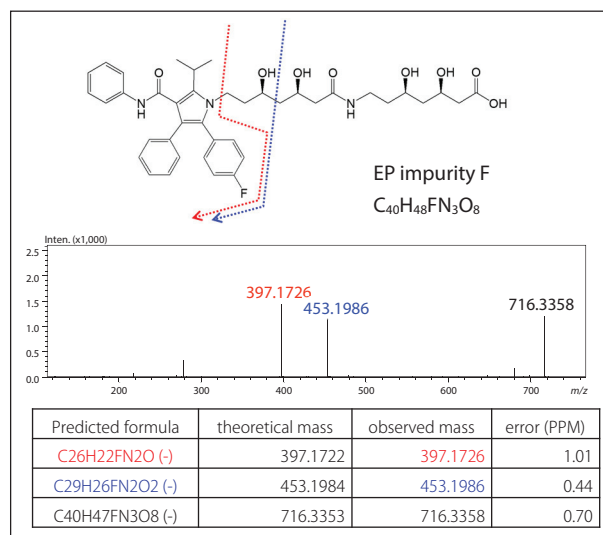 OH OH O OH OH O
O
N
H
N
N
H
OH
F
EP impurity F
C40H48FN3O8
Inten. (x1,000)
2.5
2.0
1.5
1.0
0.5
0.0
397.1726
453.1986
716.3358
200 300 400 500 600 700 m/z
Predicted formula theoretical mass observed mass error (PPM)
C26H22FN2O (-) 397.1722 397.1726 1.01
C29H26FN2O2 (-) 453.1984 453.1986 0.44
C40H47FN3O8 (-) 716.3353 716.3358 0.70